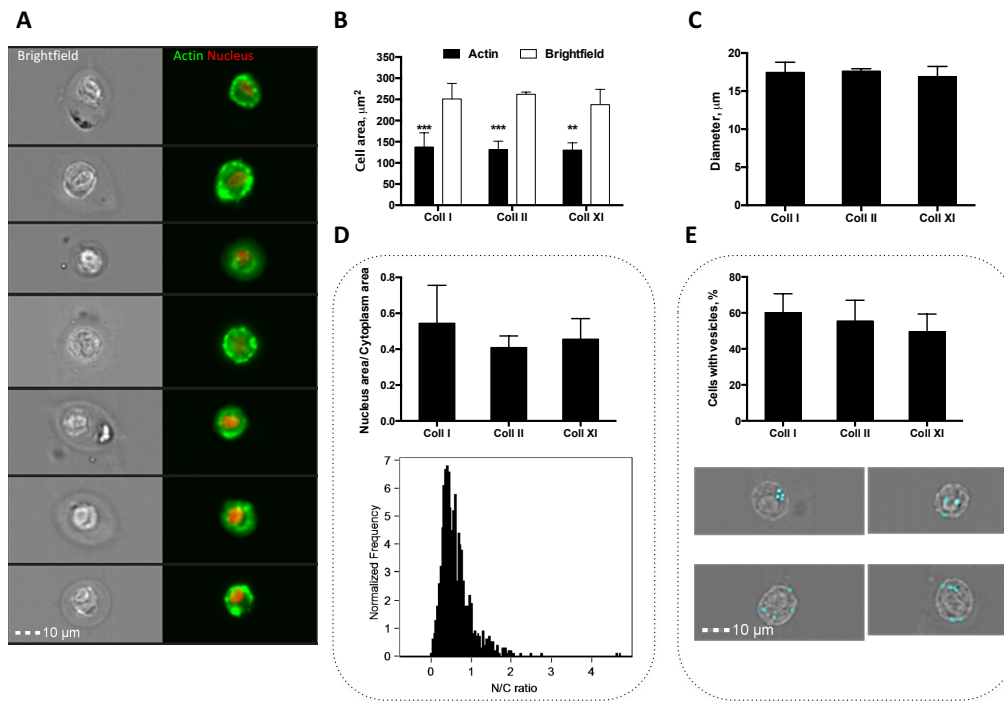 A
Brightfield
Actin Nucleus
10 µm
B
Actin Brightfield
Cell area, µm²
350
300
250
200
150
100
50
0
*** *** **
Coll I Coll II Coll XI
C
Diameter, µm
20
15
10
5
0
Coll I Coll II Coll XI
D
Nucleus area/ Cytoplasm area
0.8
0.6
0.4
0.2
0.0
Coll I Coll II Coll XI
Normalized Frequency
7
6
5
4
3
2
1
0
0 1 2 3 4
N/C ratio
E
Cells with vesicles, %
80
60
40
20
0
Coll I Coll II Coll XI
10 µm